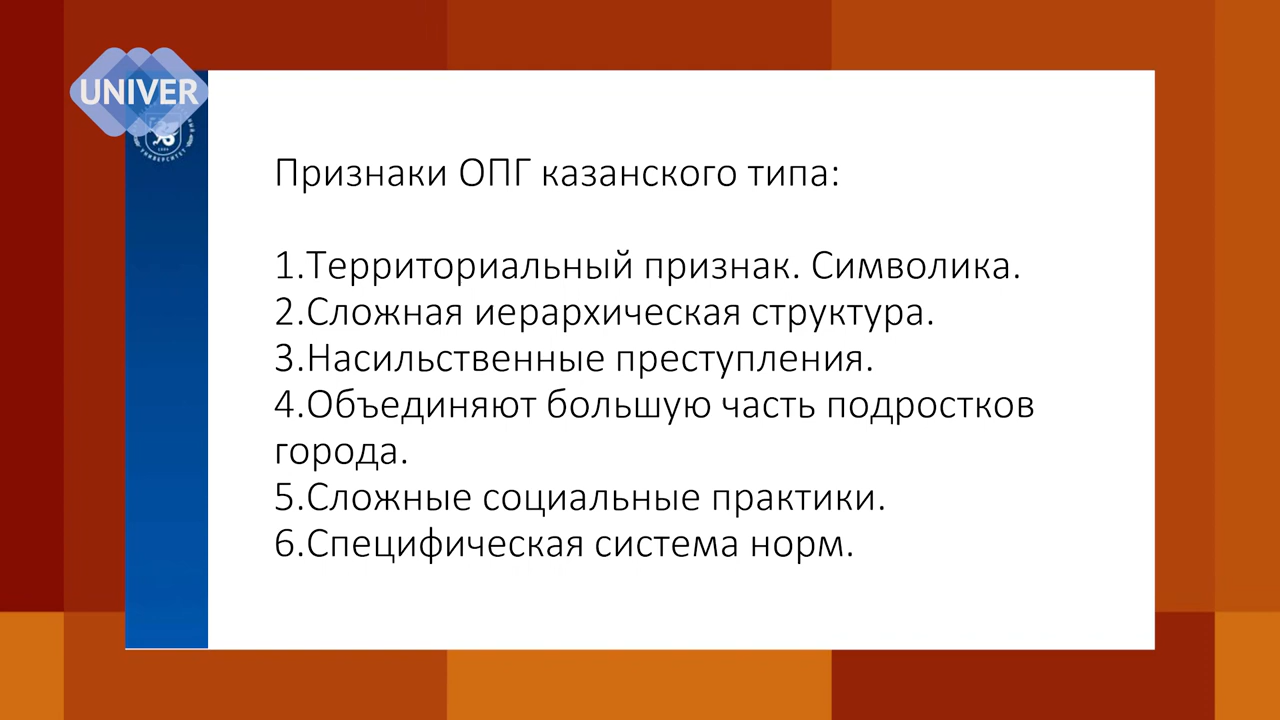 UNIVER
УНИВЕРСИТЕТ
Признаки ОПГ казанского типа:
1.Территориальный признак. Символика.
2.Сложная иерархическая структура.
3.Насильственные преступления.
4.Объединяют большую часть подростков
города.
5.Сложные социальные практики.
6.Специфическая система норм.